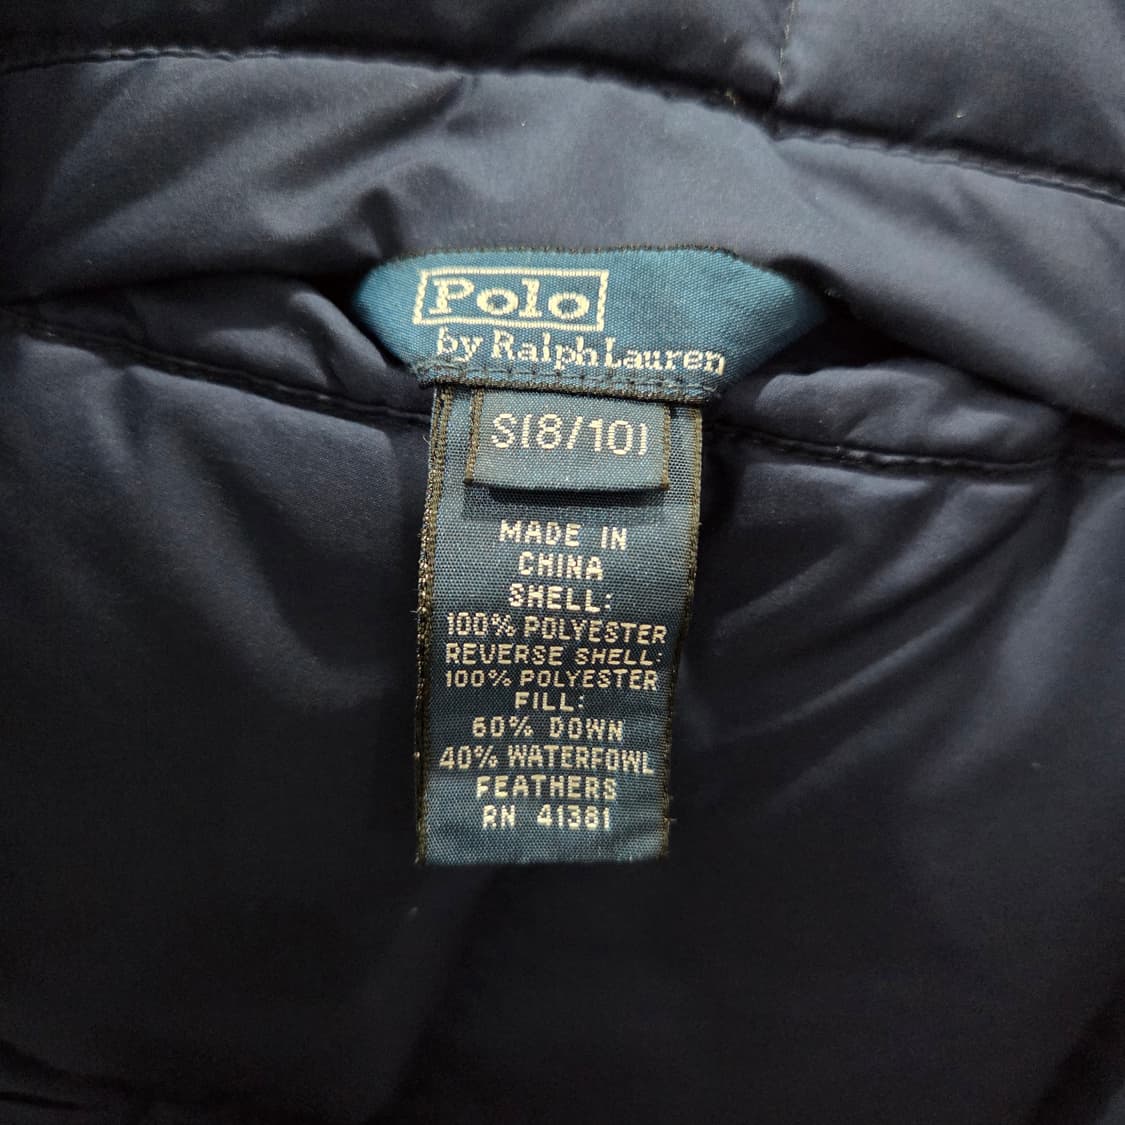 Polo
by Ralph Lauren
S(8/10)
MADE IN
CHINA
SHELL:
100% POLYESTER
REVERSE SHELL:
100% POLYESTER
FILL:
60% DOWN
40% WATERFOWL
FEATHERS
RN 41381